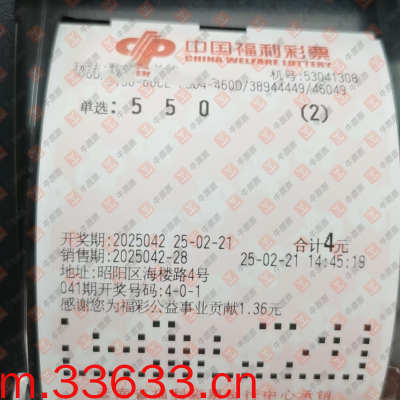 中国福利彩票
CHINA WELFARE LOTTERY
机号:53041308
/38944449/46049
单选: 5 5 0 (2)
开奖期:2025042 25-02-21 合计4元
销售期:2025042-28 25-02-21 14:45:19
地址:昭阳区海楼路4号
041期开奖号码:4-0-1
感谢您为福彩公益事业贡献1.36元
m.33633.cn